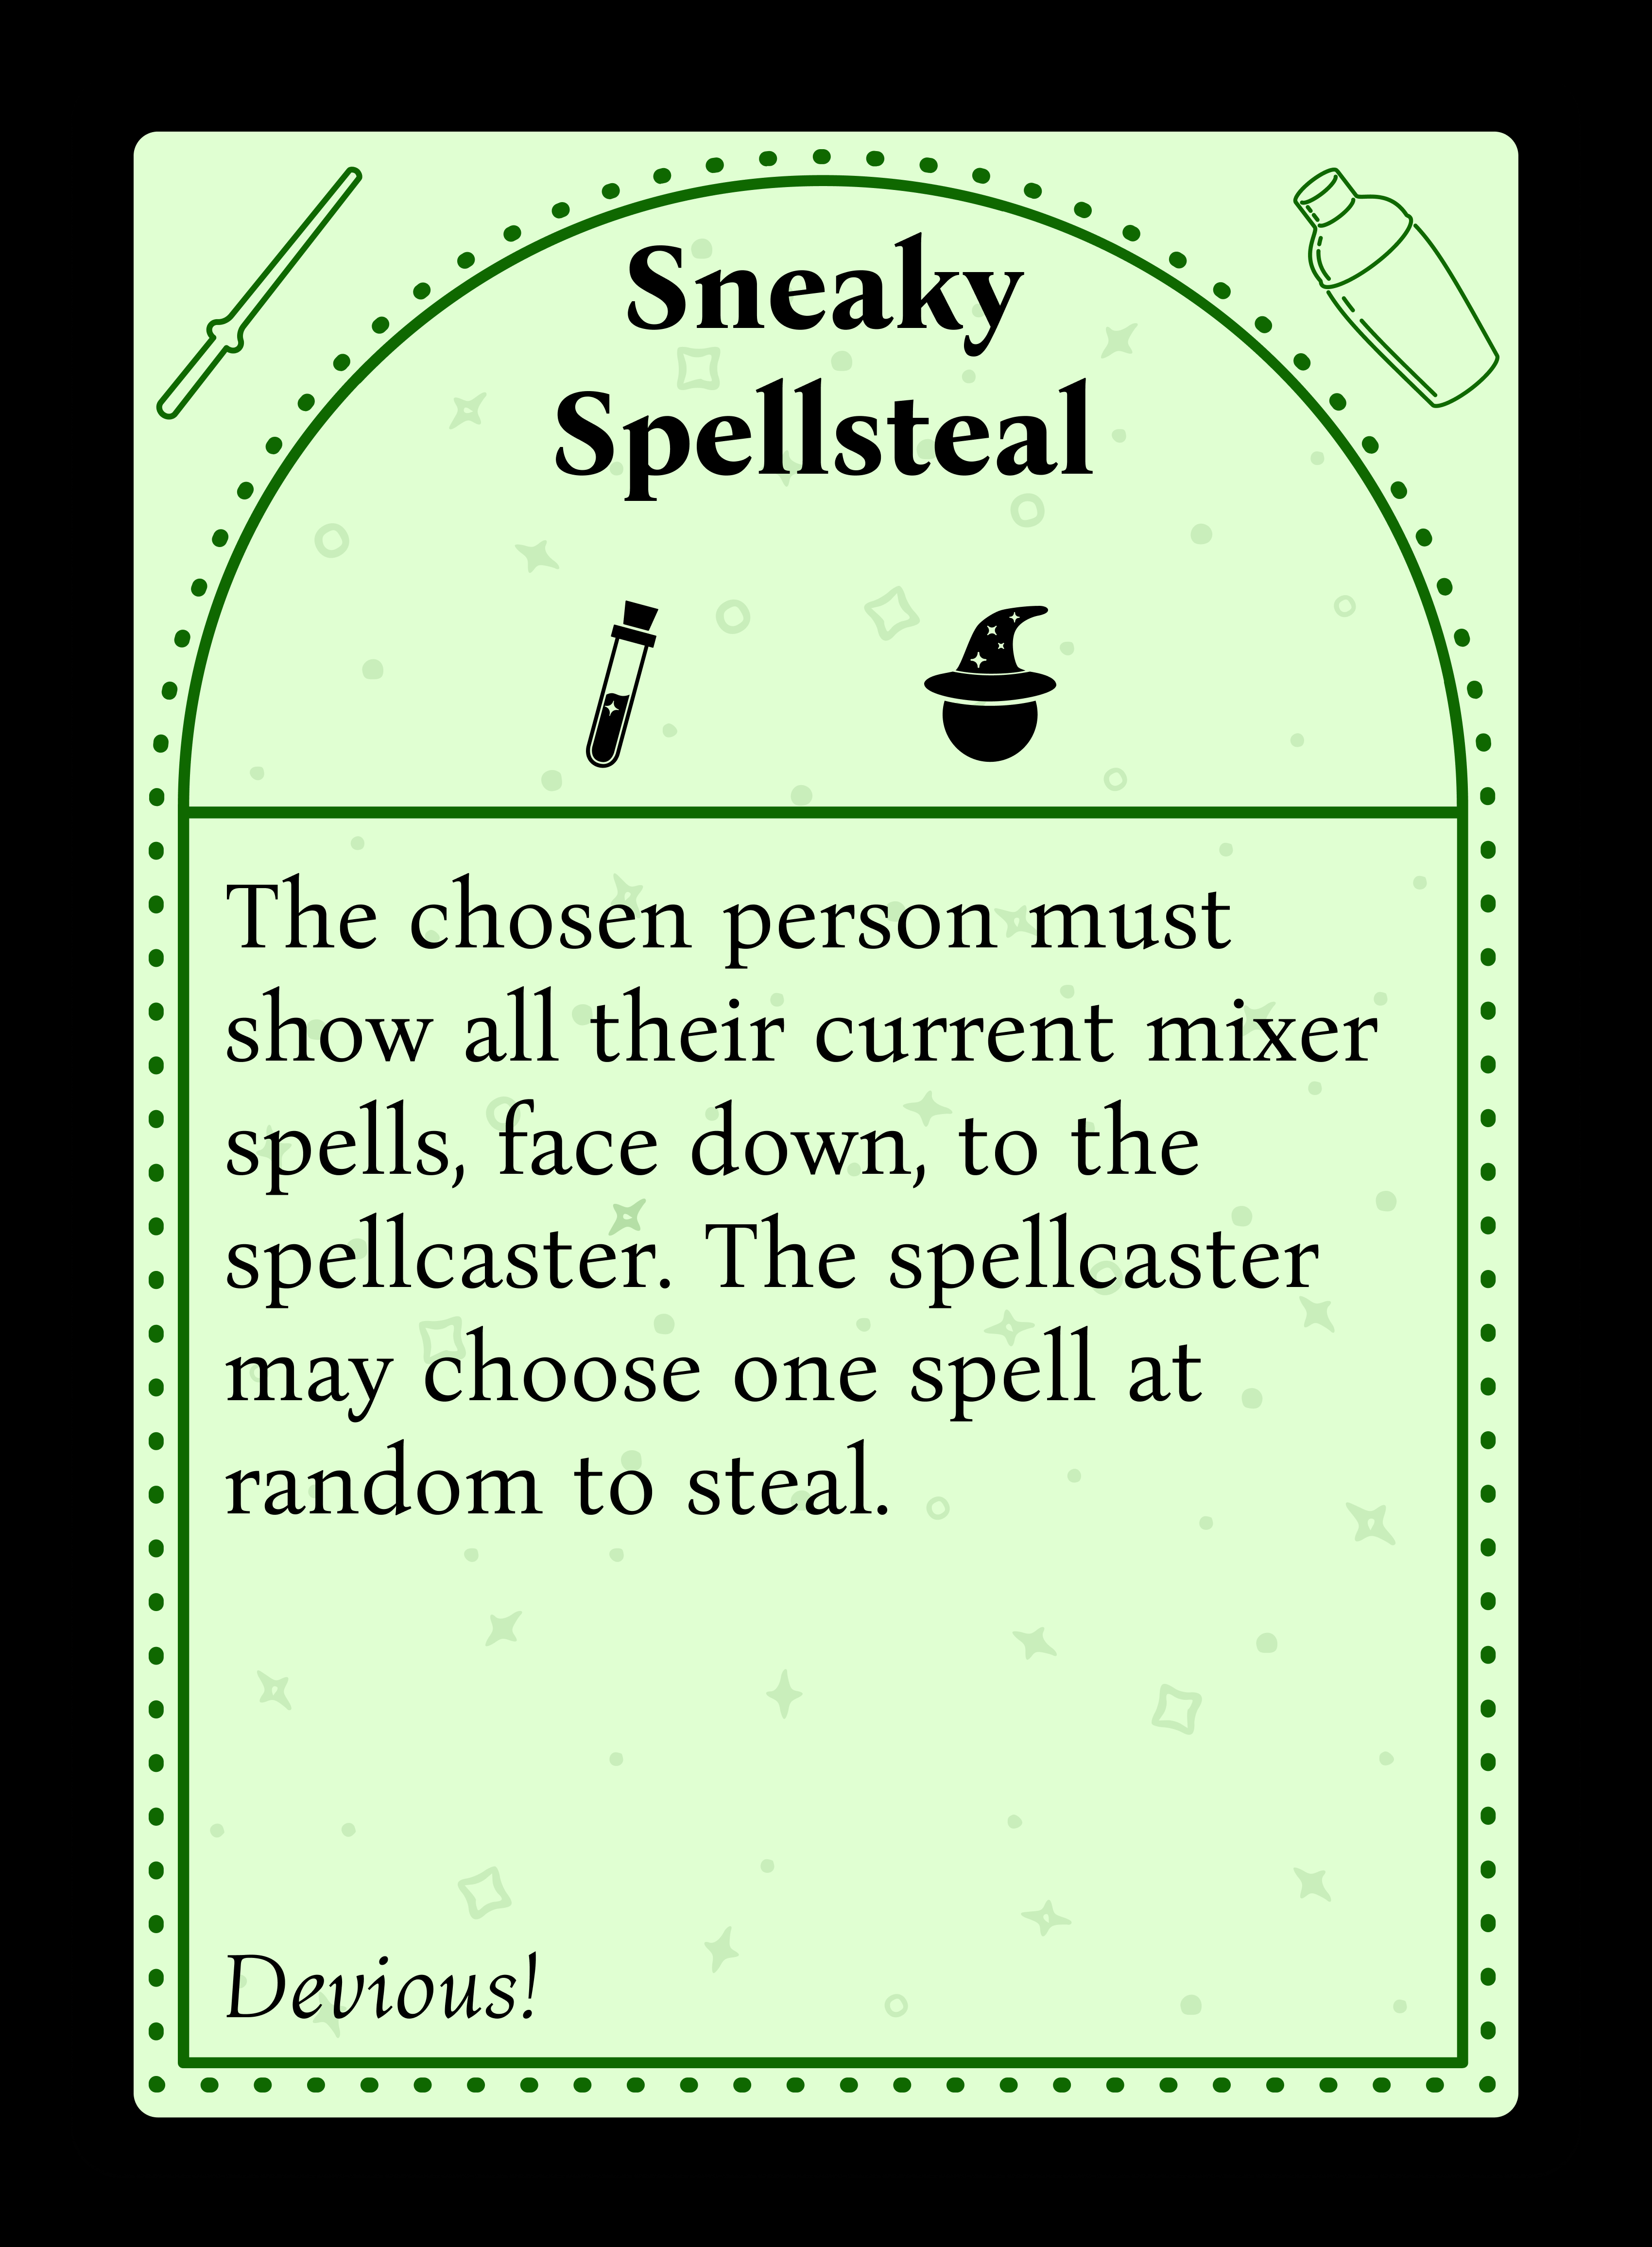 Sneaky
Spellsteal
The chosen person must
show all their current mixer
spells, face down, to the
spellcaster. The spellcaster
may choose one spell at
random to steal.
Devious!